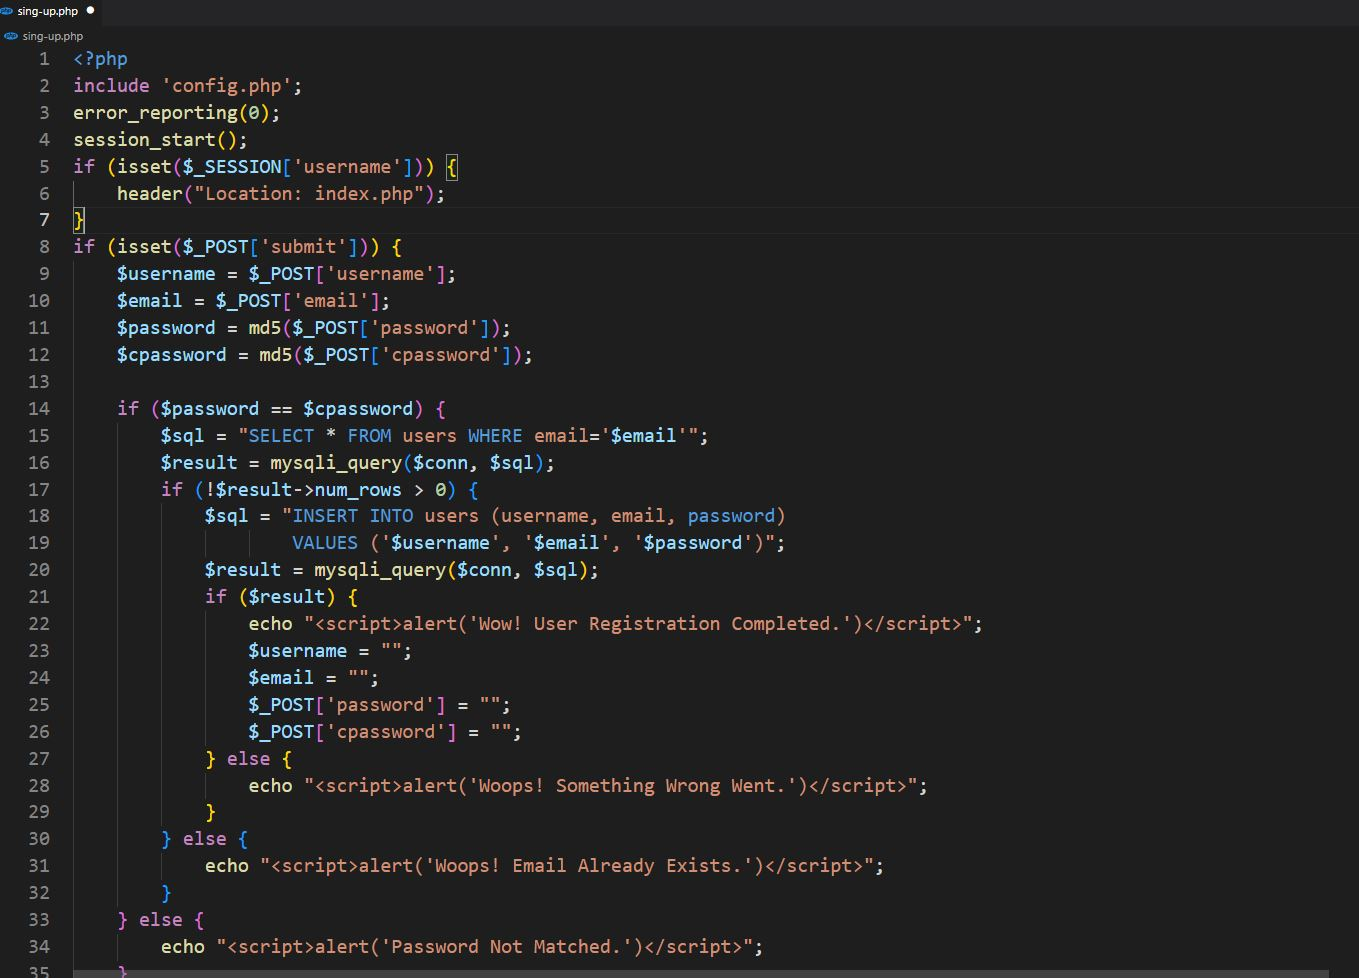 sing-up.php
sing-up.php
1 <?php
2 include 'config.php';
3 error_reporting(0);
4 session_start();
5 if (isset($_SESSION['username'])) {
6     header("Location: index.php");
7 }
8 if (isset($_POST['submit'])) {
9     $username = $_POST['username'];
10     $email = $_POST['email'];
11     $password = md5($_POST['password']);
12     $cpassword = md5($_POST['cpassword']);
13
14     if ($password == $cpassword) {
15         $sql = "SELECT * FROM users WHERE email='$email'";
16         $result = mysqli_query($conn, $sql);
17         if (!$result->num_rows > 0) {
18             $sql = "INSERT INTO users (username, email, password)
19                     VALUES ('$username', '$email', '$password')";
20             $result = mysqli_query($conn, $sql);
21             if ($result) {
22                 echo "<script>alert('Wow! User Registration Completed.')</script>";
23                 $username = "";
24                 $email = "";
25                 $_POST['password'] = "";
26                 $_POST['cpassword'] = "";
27             } else {
28                 echo "<script>alert('Woops! Something Wrong Went.')</script>";
29             }
30         } else {
31             echo "<script>alert('Woops! Email Already Exists.')</script>";
32         }
33     } else {
34         echo "<script>alert('Password Not Matched.')</script>";
35     }